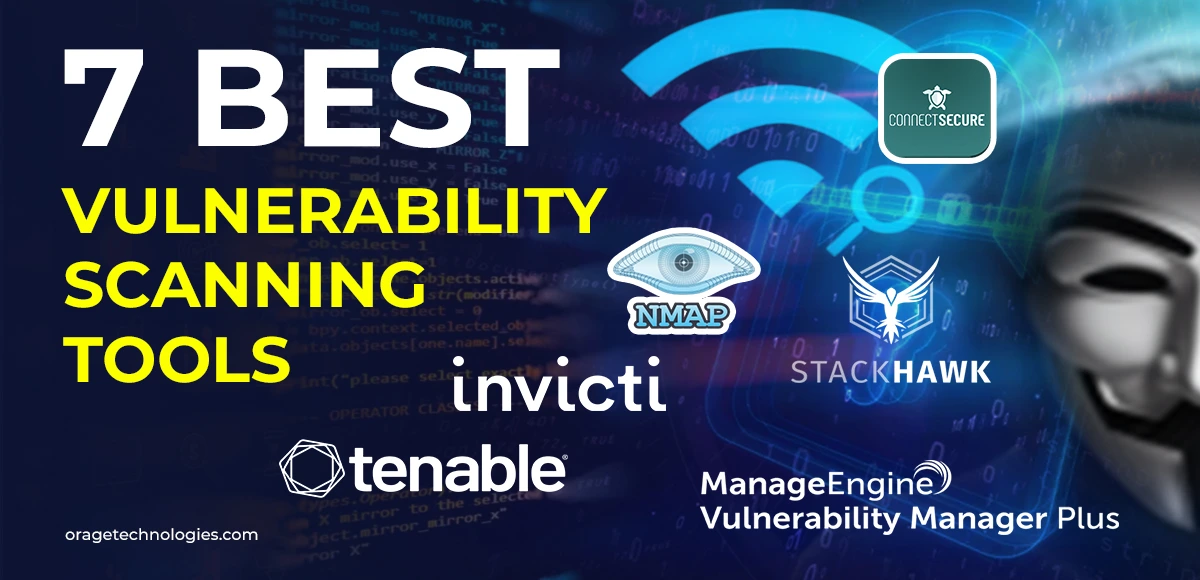 7 BEST
VULNERABILITY
SCANNING
TOOLS
CONNECTSECURE
NMAP
STACKHAWK
invicti
tenable®
ManageEngine
Vulnerability Manager Plus
oragetechnologies.com